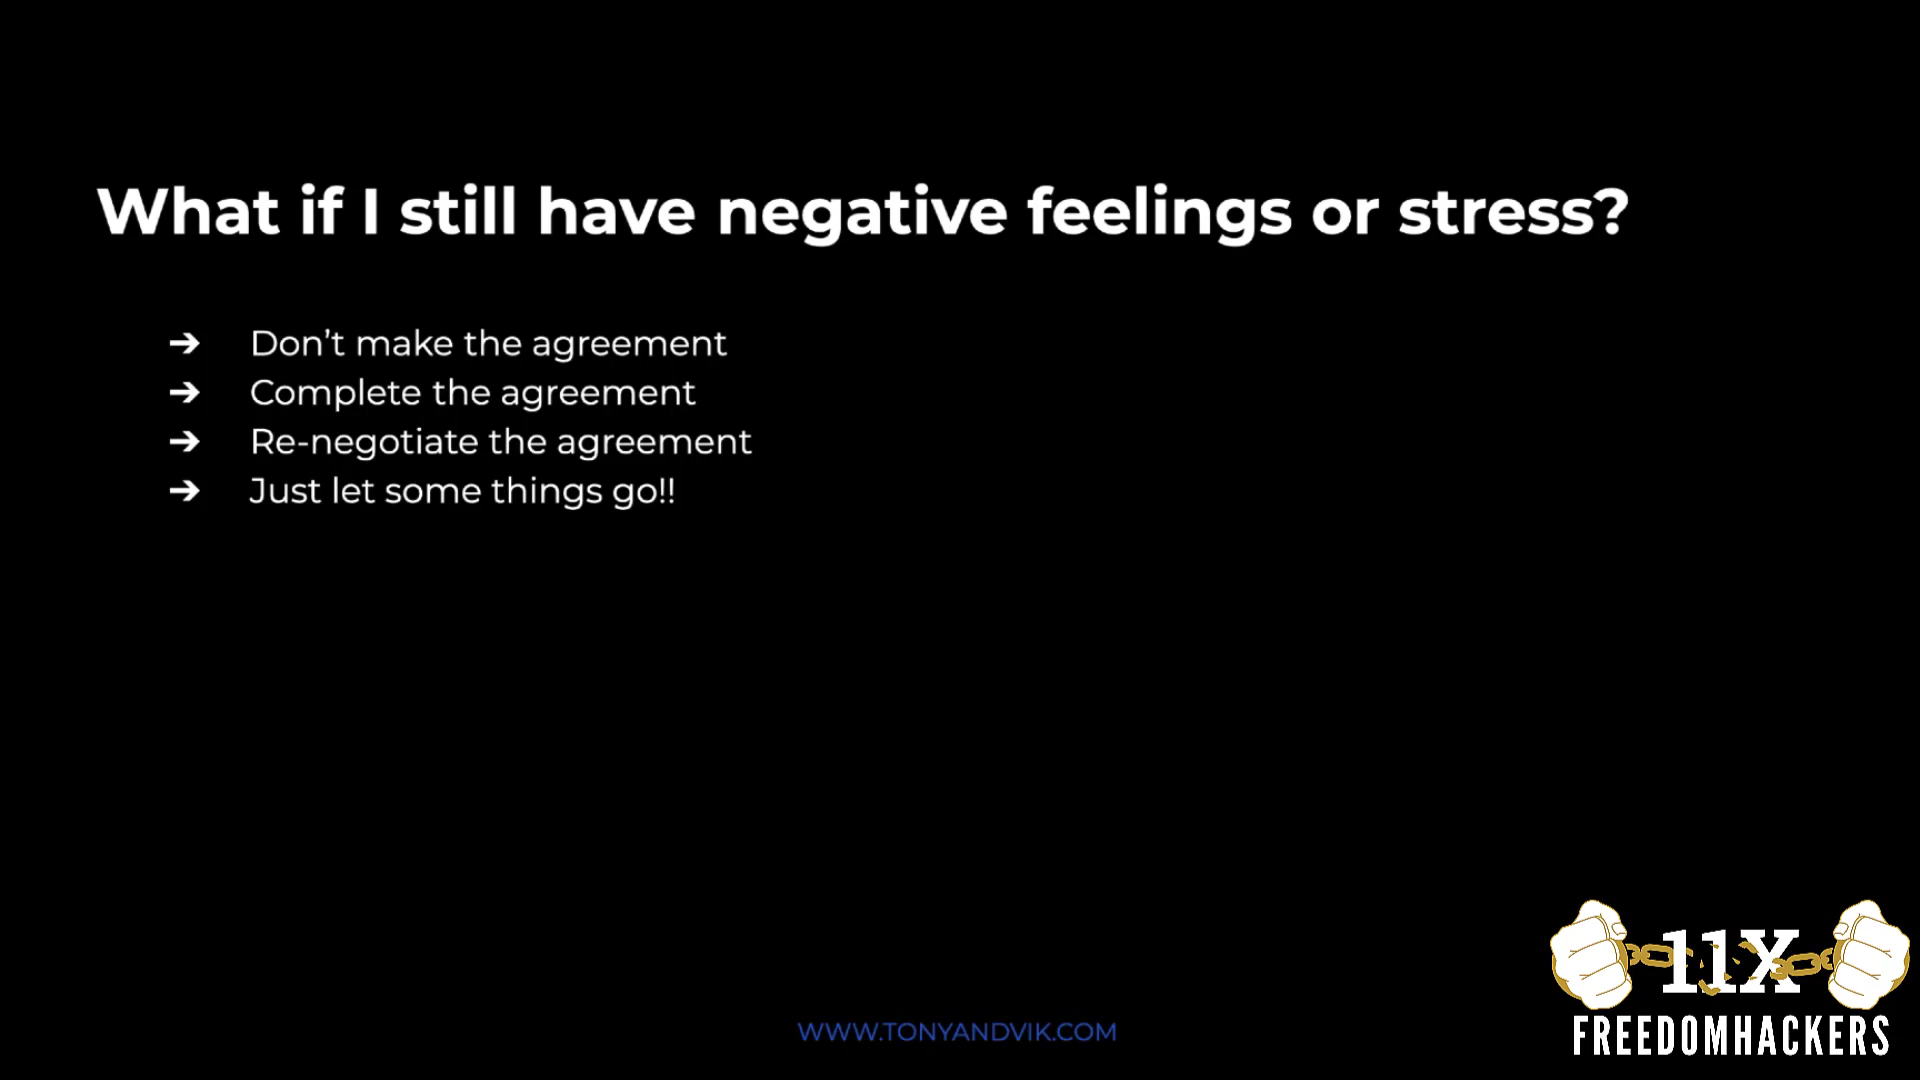 What if I still have negative feelings or stress?
➔ Don’t make the agreement
➔ Complete the agreement
➔ Re-negotiate the agreement
➔ Just let some things go!!
WWW.TONYANDVIK.COM
11X
FREEDOMHACKERS